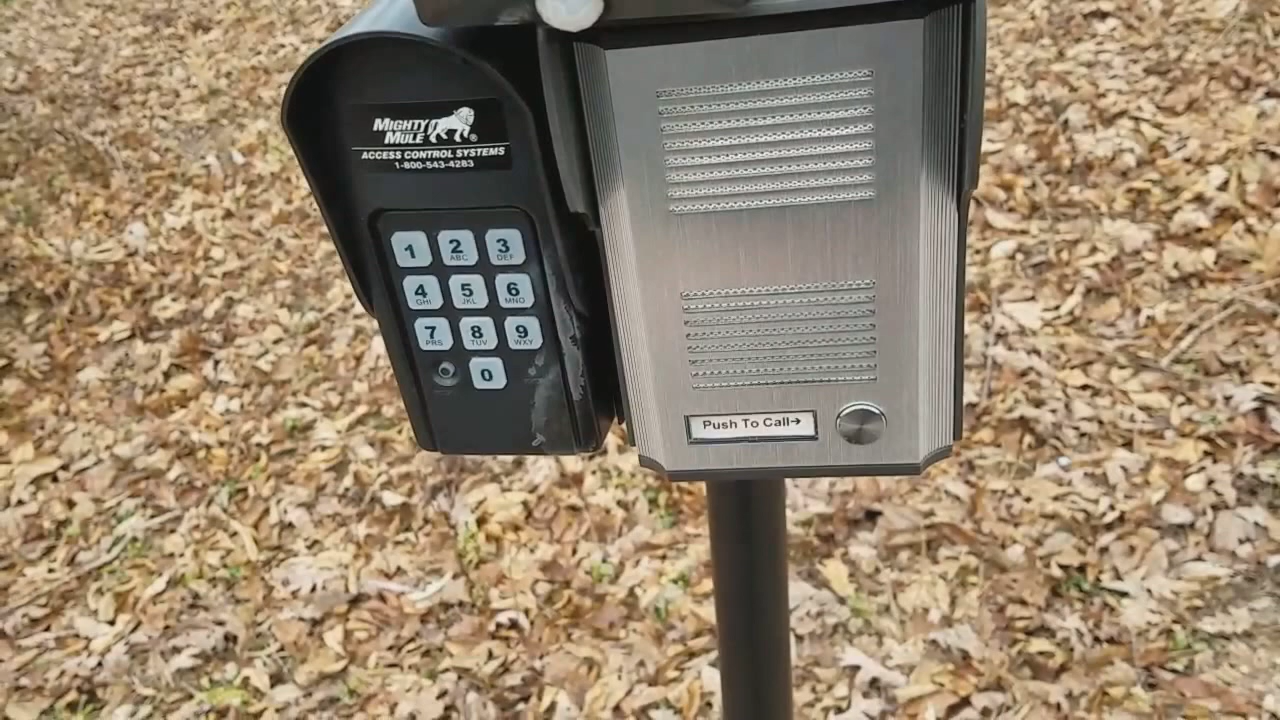 MIGHTY
MULE®
ACCESS CONTROL SYSTEMS
1-800-543-4283
1 2 3
ABC DEF
4 5 6
GHI JKL MNO
7 8 9
PRS TUV WXY
0
Push To Call→